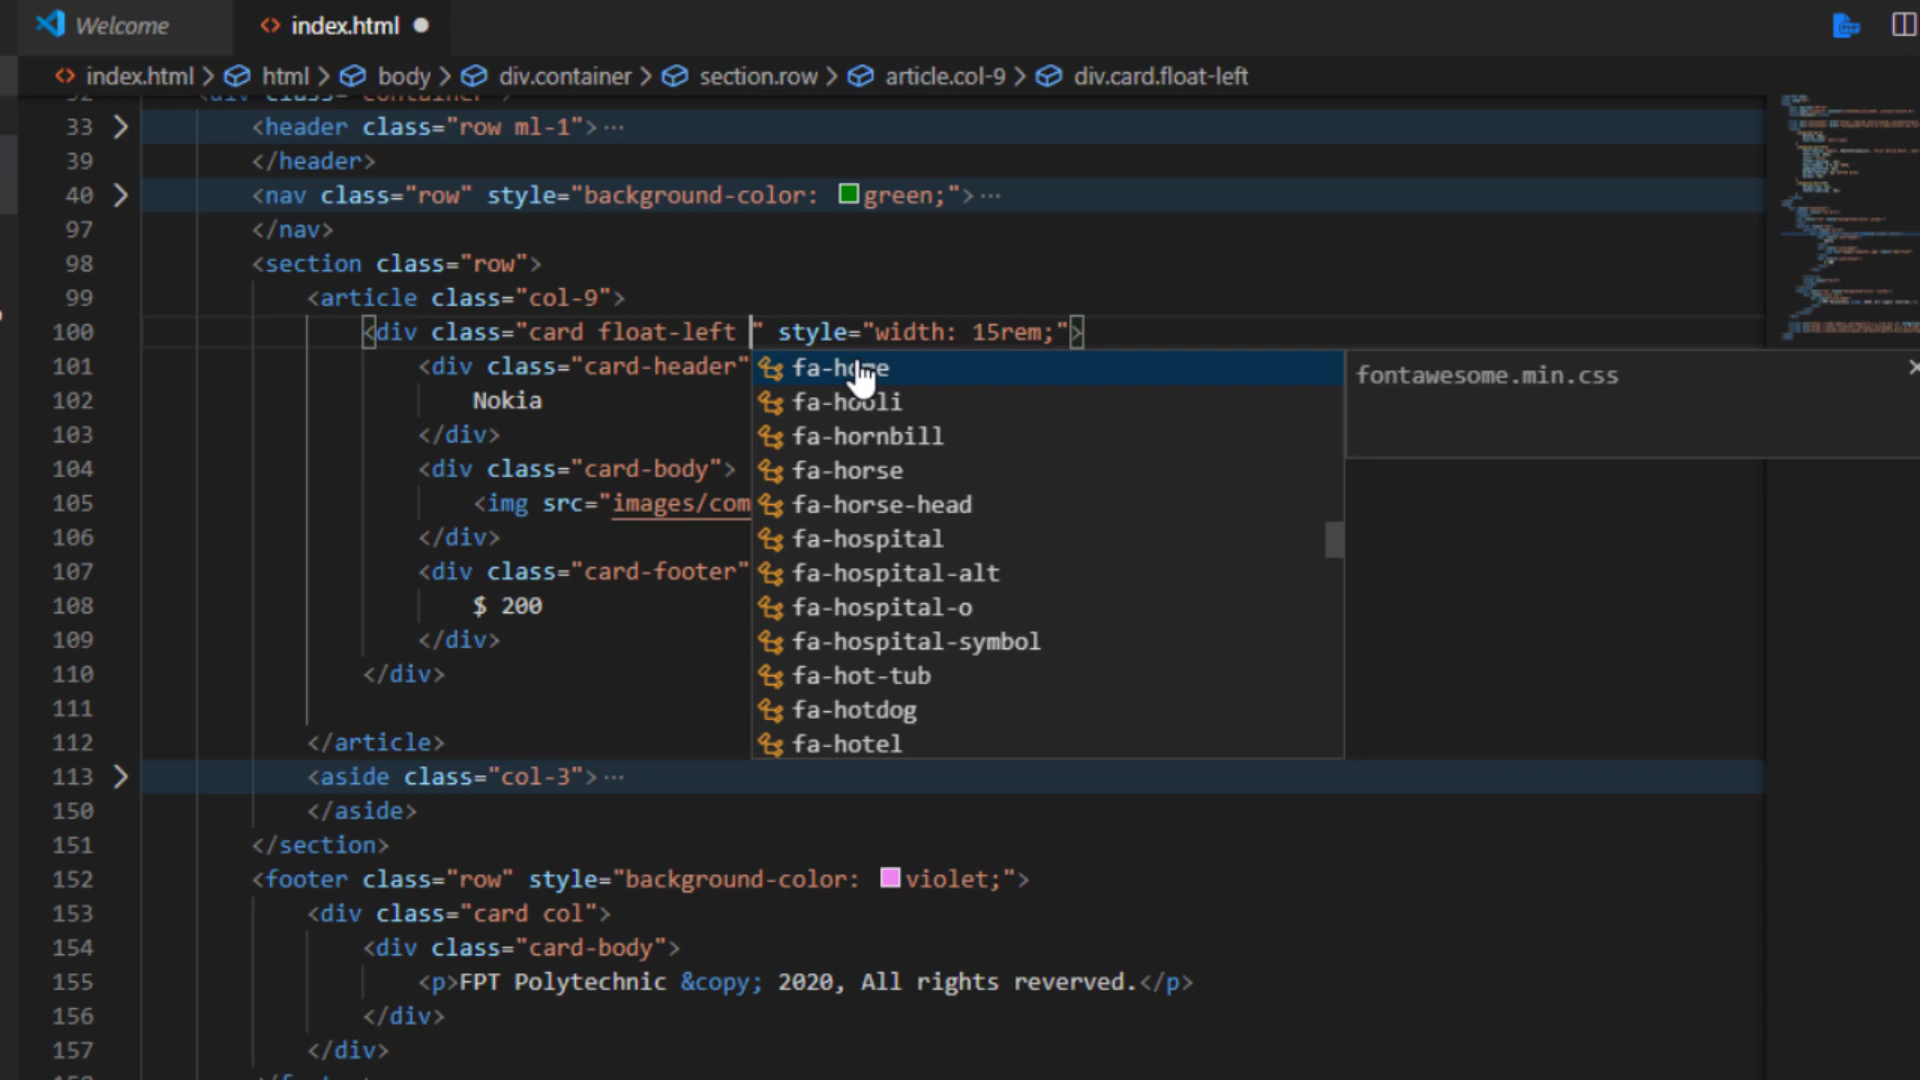 Welcome
index.html
index.html > html > body > div.container > section.row > article.col-9 > div.card.float-left
33 <header class="row ml-1"> ···
39 </header>
40 <nav class="row" style="background-color: green;"> ···
97 </nav>
98 <section class="row">
99 <article class="col-9">
100 <div class="card float-left " style="width: 15rem;">
101 <div class="card-header"
102 Nokia
103 </div>
104 <div class="card-body">
105 <img src="images/com
106 </div>
107 <div class="card-footer"
108 $ 200
109 </div>
110 </div>
111
112 </article>
113 <aside class="col-3"> ···
150 </aside>
151 </section>
152 <footer class="row" style="background-color: violet;">
153 <div class="card col">
154 <div class="card-body">
155 <p>FPT Polytechnic &copy; 2020, All rights reverved.</p>
156 </div>
157 </div>
fa-home
fa-hooli
fa-hornbill
fa-horse
fa-horse-head
fa-hospital
fa-hospital-alt
fa-hospital-o
fa-hospital-symbol
fa-hot-tub
fa-hotdog
fa-hotel
fontawesome.min.css